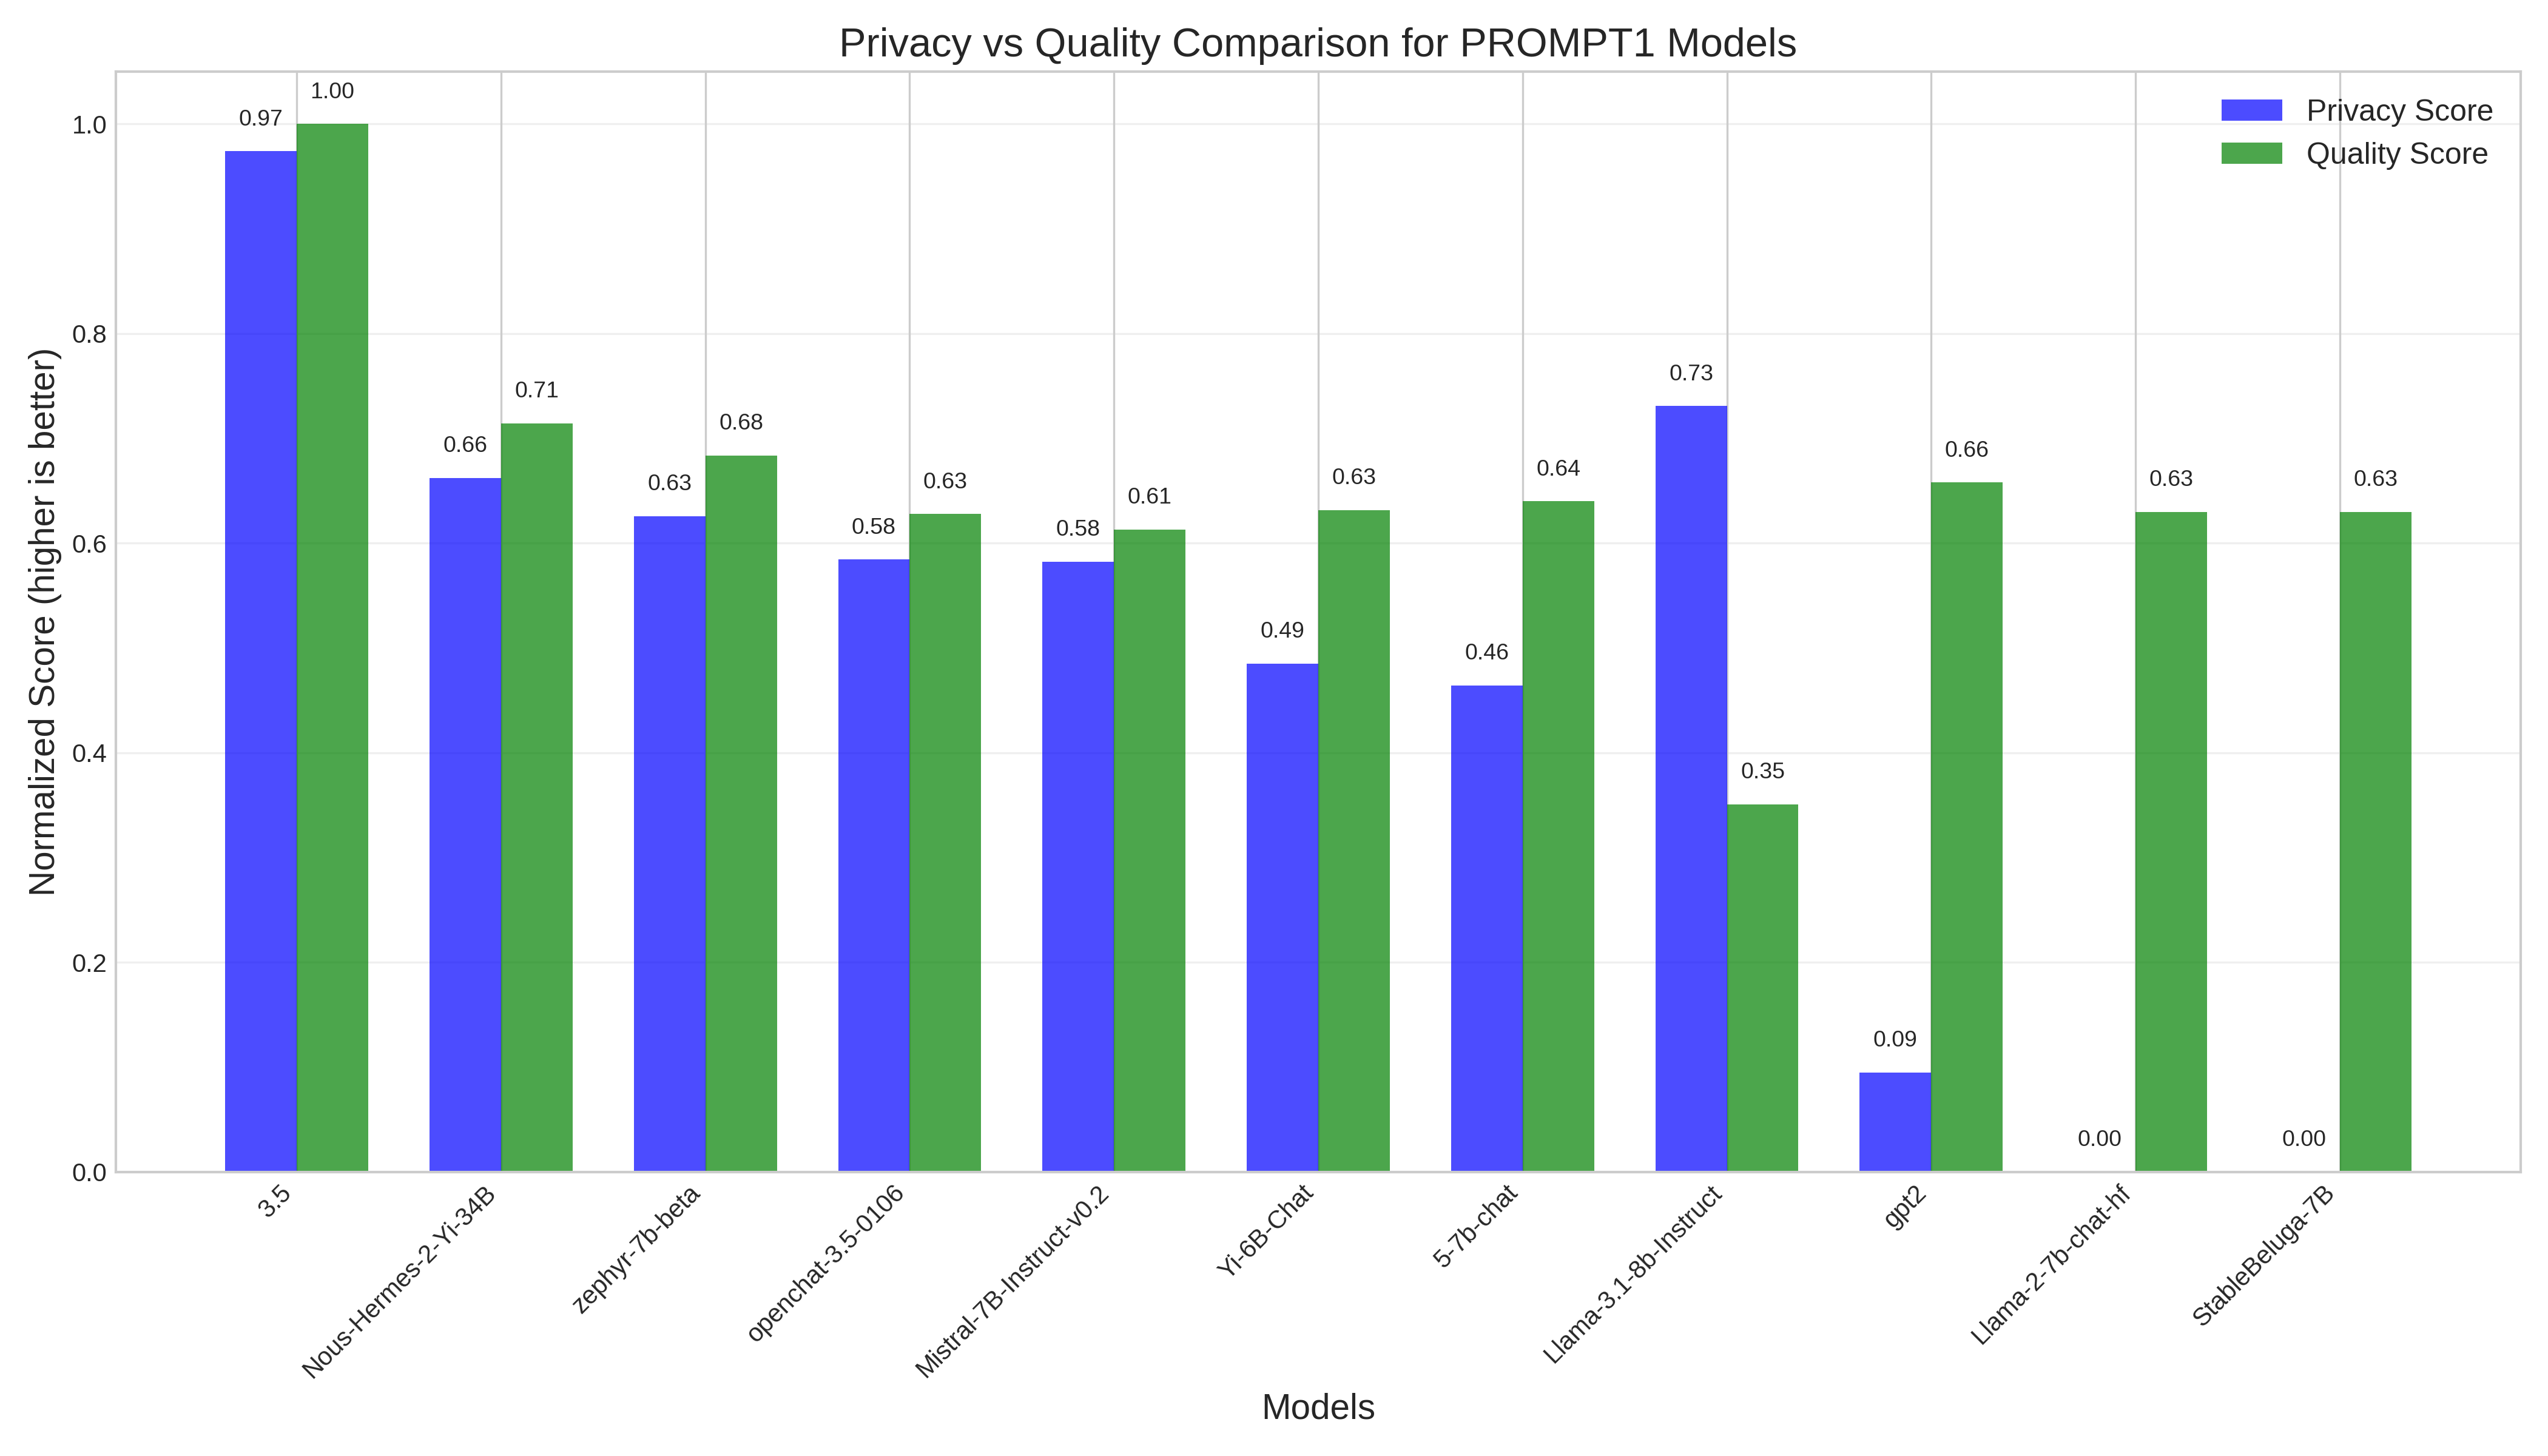 Privacy vs Quality Comparison for PROMPT1 Models
Normalized Score (higher is better)
1.0
0.8
0.6
0.4
0.2
0.0
Privacy Score
Quality Score
0.97
1.00
0.66
0.71
0.63
0.68
0.58
0.63
0.58
0.61
0.49
0.63
0.46
0.64
0.73
0.35
0.09
0.66
0.00
0.63
0.00
0.63
3.5
Nous-Hermes-2-Yi-34B
zephyr-7b-beta
openchat-3.5-0106
Mistral-7B-Instruct-v0.2
Yi-6B-Chat
5-7b-chat
Llama-3.1-8b-Instruct
gpt2
Llama-2-7b-chat-hf
StableBeluga-7B
Models